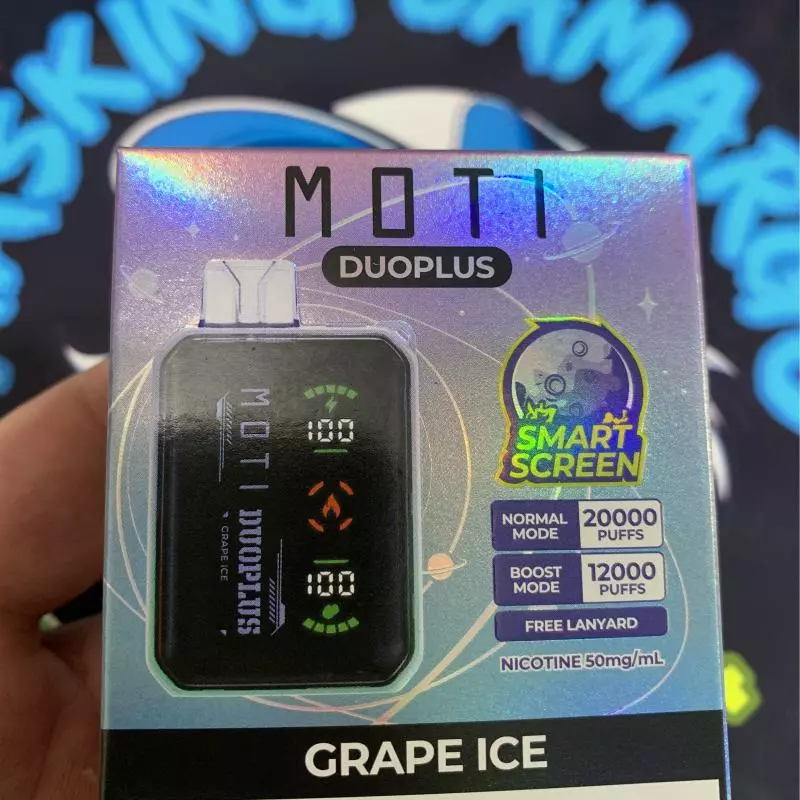 MOTI
DUOPLUS
MOTI DUOPLUS
GRAPE ICE
100
100
SMART
SCREEN
NORMAL MODE 20000 PUFFS
BOOST MODE 12000 PUFFS
FREE LANYARD
NICOTINE 50mg/mL
GRAPE ICE